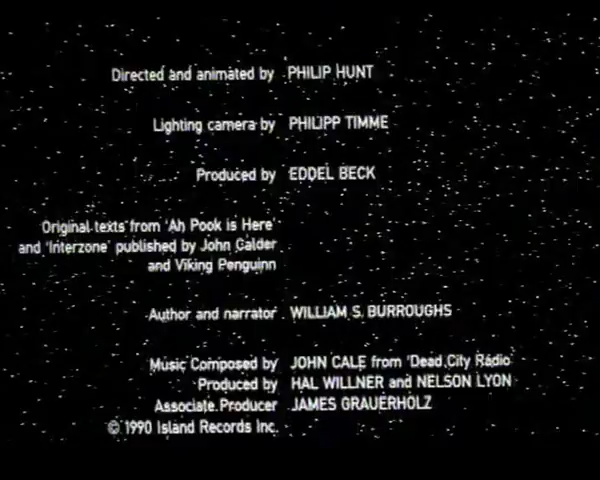 Directed and animated by PHILIP HUNT
Lighting camera by PHILIPP TIMME
Produced by EDDEL BECK
Original texts from 'Ah Pook is Here'
and 'Interzone' published by John Calder
and Viking Penguinn
Author and narrator WILLIAM S. BURROUGHS
Music Composed by JOHN CALE from 'Dead City Radio'
Produced by HAL WILLNER and NELSON LYON
Associate Producer JAMES GRAUERHOLZ
© 1990 Island Records Inc.